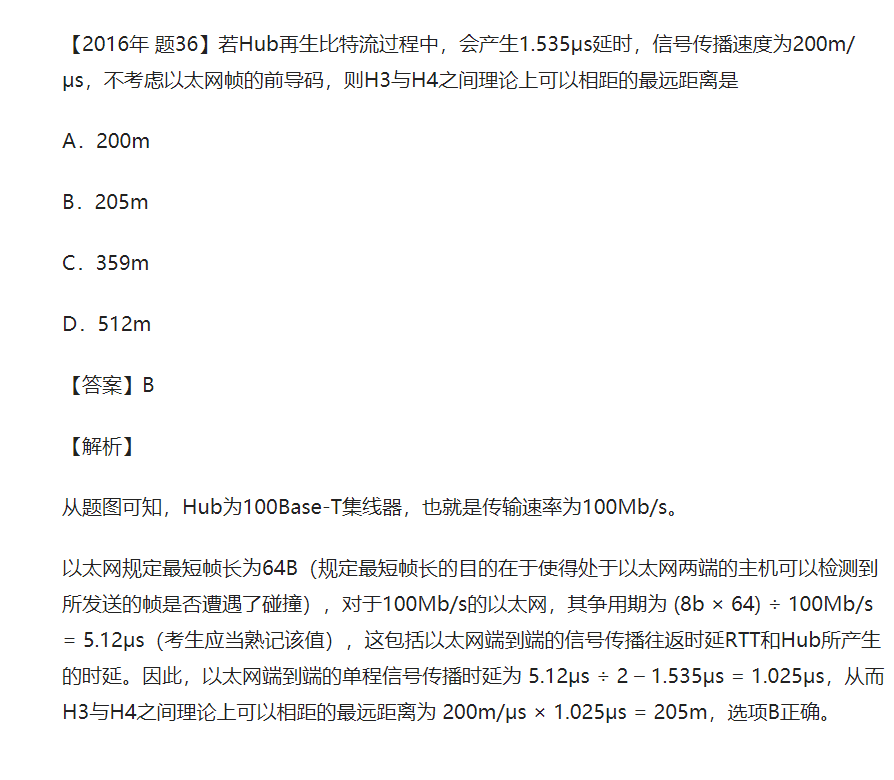 【2016年 题36】若Hub再生比特流过程中，会产生1.535μs延时，信号传播速度为200m/
μs，不考虑以太网帧的前导码，则H3与H4之间理论上可以相距的最远距离是
A．200m
B．205m
C．359m
D．512m
【答案】B
【解析】
从题图可知，Hub为100Base-T集线器，也就是传输速率为100Mb/s。
以太网规定最短帧长为64B（规定最短帧长的目的在于使得处于以太网两端的主机可以检测到
所发送的帧是否遭遇了碰撞），对于100Mb/s的以太网，其争用期为 (8b × 64) ÷ 100Mb/s
= 5.12μs（考生应当熟记该值），这包括以太网端到端的信号传播往返时延RTT和Hub所产生
的时延。因此，以太网端到端的单程信号传播时延为 5.12μs ÷ 2 – 1.535μs = 1.025μs，从而
H3与H4之间理论上可以相距的最远距离为 200m/μs × 1.025μs = 205m，选项B正确。